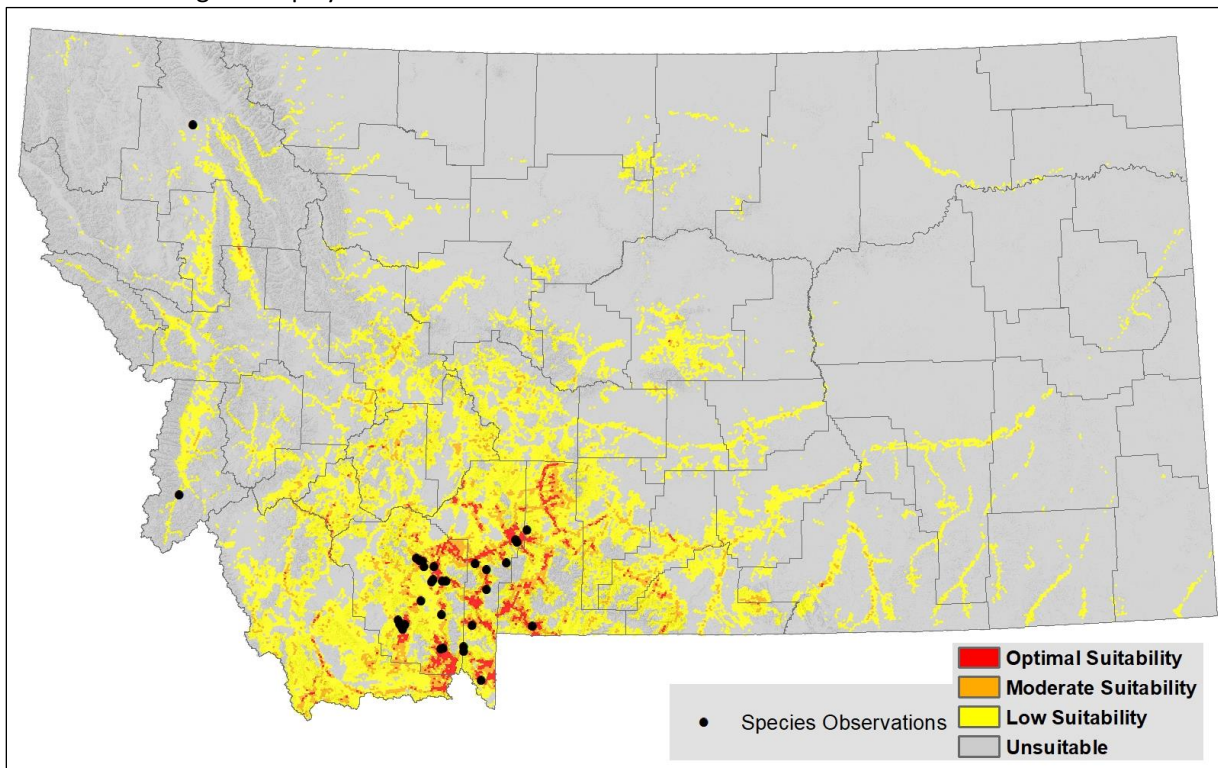 Optimal Suitability
Moderate Suitability
Species Observations
Low Suitability
Unsuitable